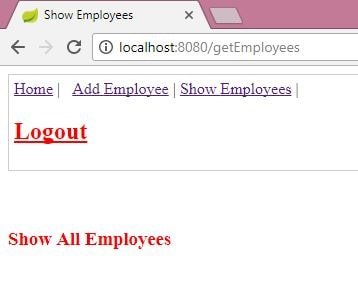 Show Employees
localhost:8080/getEmployees
Home | Add Employee | Show Employees |
Logout
Show All Employees